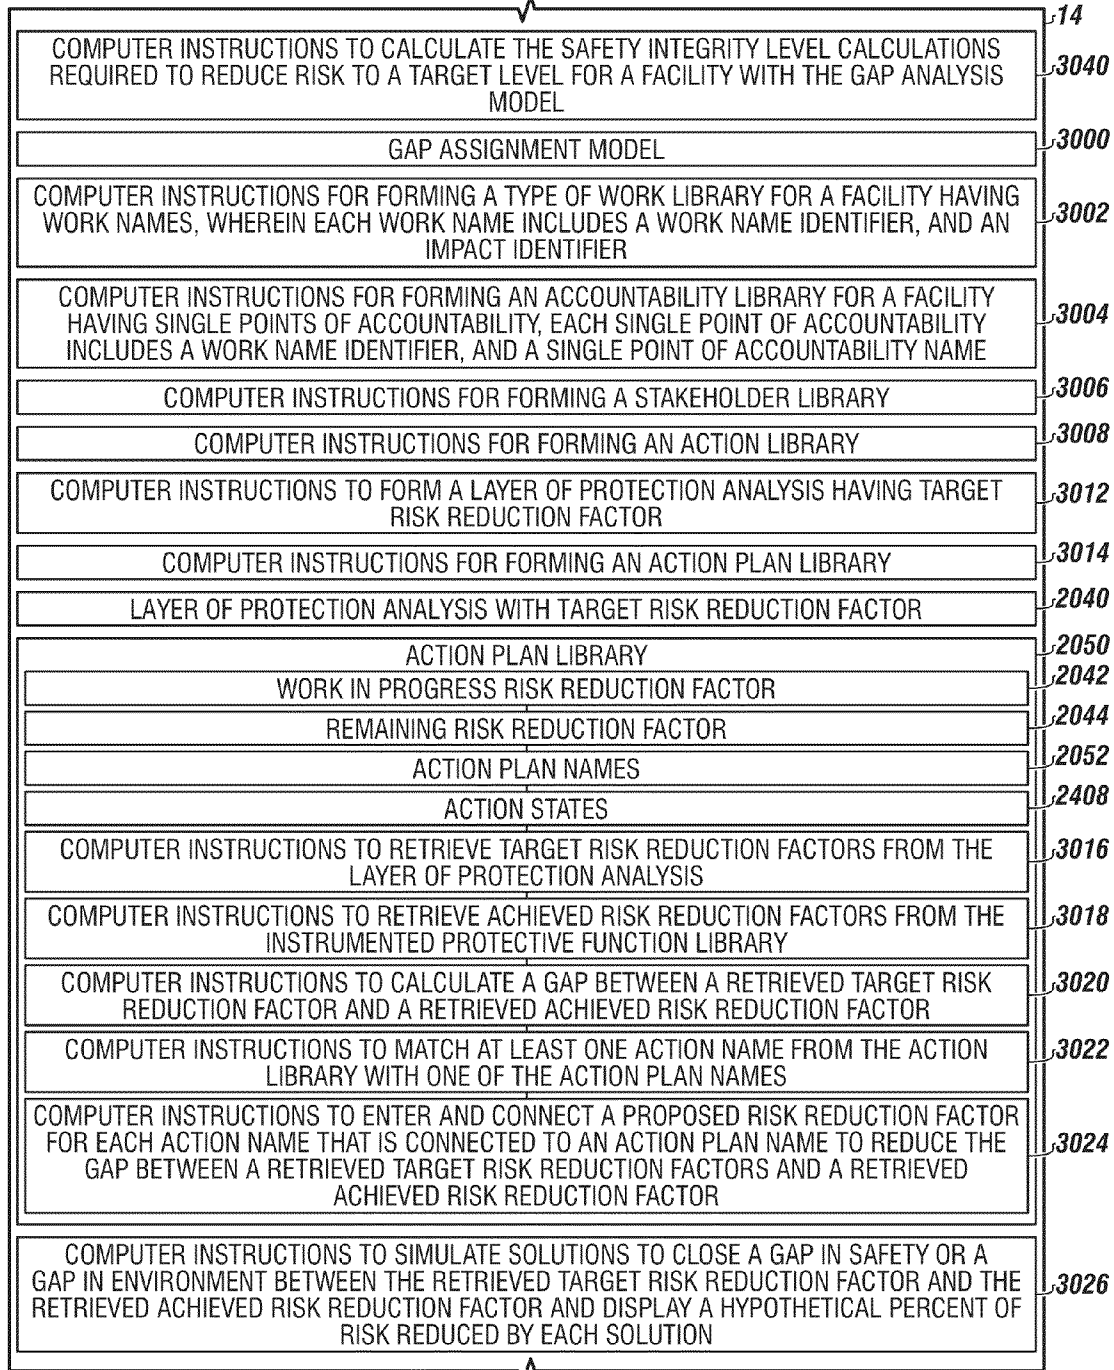 14
COMPUTER INSTRUCTIONS TO CALCULATE THE SAFETY INTEGRITY LEVEL CALCULATIONS
REQUIRED TO REDUCE RISK TO A TARGET LEVEL FOR A FACILITY WITH THE GAP ANALYSIS
MODEL
3040
GAP ASSIGNMENT MODEL
3000
COMPUTER INSTRUCTIONS FOR FORMING A TYPE OF WORK LIBRARY FOR A FACILITY HAVING
WORK NAMES, WHEREIN EACH WORK NAME INCLUDES A WORK NAME IDENTIFIER, AND AN
IMPACT IDENTIFIER
3002
COMPUTER INSTRUCTIONS FOR FORMING AN ACCOUNTABILITY LIBRARY FOR A FACILITY
HAVING SINGLE POINTS OF ACCOUNTABILITY, EACH SINGLE POINT OF ACCOUNTABILITY
INCLUDES A WORK NAME IDENTIFIER, AND A SINGLE POINT OF ACCOUNTABILITY NAME
3004
COMPUTER INSTRUCTIONS FOR FORMING A STAKEHOLDER LIBRARY
3006
COMPUTER INSTRUCTIONS FOR FORMING AN ACTION LIBRARY
3008
COMPUTER INSTRUCTIONS TO FORM A LAYER OF PROTECTION ANALYSIS HAVING TARGET
RISK REDUCTION FACTOR
3012
COMPUTER INSTRUCTIONS FOR FORMING AN ACTION PLAN LIBRARY
3014
LAYER OF PROTECTION ANALYSIS WITH TARGET RISK REDUCTION FACTOR
2040
ACTION PLAN LIBRARY
2050
WORK IN PROGRESS RISK REDUCTION FACTOR
2042
REMAINING RISK REDUCTION FACTOR
2044
ACTION PLAN NAMES
2052
ACTION STATES
2408
COMPUTER INSTRUCTIONS TO RETRIEVE TARGET RISK REDUCTION FACTORS FROM THE
LAYER OF PROTECTION ANALYSIS
3016
COMPUTER INSTRUCTIONS TO RETRIEVE ACHIEVED RISK REDUCTION FACTORS FROM THE
INSTRUMENTED PROTECTIVE FUNCTION LIBRARY
3018
COMPUTER INSTRUCTIONS TO CALCULATE A GAP BETWEEN A RETRIEVED TARGET RISK
REDUCTION FACTOR AND A RETRIEVED ACHIEVED RISK REDUCTION FACTOR
3020
COMPUTER INSTRUCTIONS TO MATCH AT LEAST ONE ACTION NAME FROM THE ACTION
LIBRARY WITH ONE OF THE ACTION PLAN NAMES
3022
COMPUTER INSTRUCTIONS TO ENTER AND CONNECT A PROPOSED RISK REDUCTION FACTOR
FOR EACH ACTION NAME THAT IS CONNECTED TO AN ACTION PLAN NAME TO REDUCE THE
GAP BETWEEN A RETRIEVED TARGET RISK REDUCTION FACTORS AND A RETRIEVED
ACHIEVED RISK REDUCTION FACTOR
3024
COMPUTER INSTRUCTIONS TO SIMULATE SOLUTIONS TO CLOSE A GAP IN SAFETY OR A
GAP IN ENVIRONMENT BETWEEN THE RETRIEVED TARGET RISK REDUCTION FACTOR AND THE
RETRIEVED ACHIEVED RISK REDUCTION FACTOR AND DISPLAY A HYPOTHETICAL PERCENT OF
RISK REDUCED BY EACH SOLUTION
3026